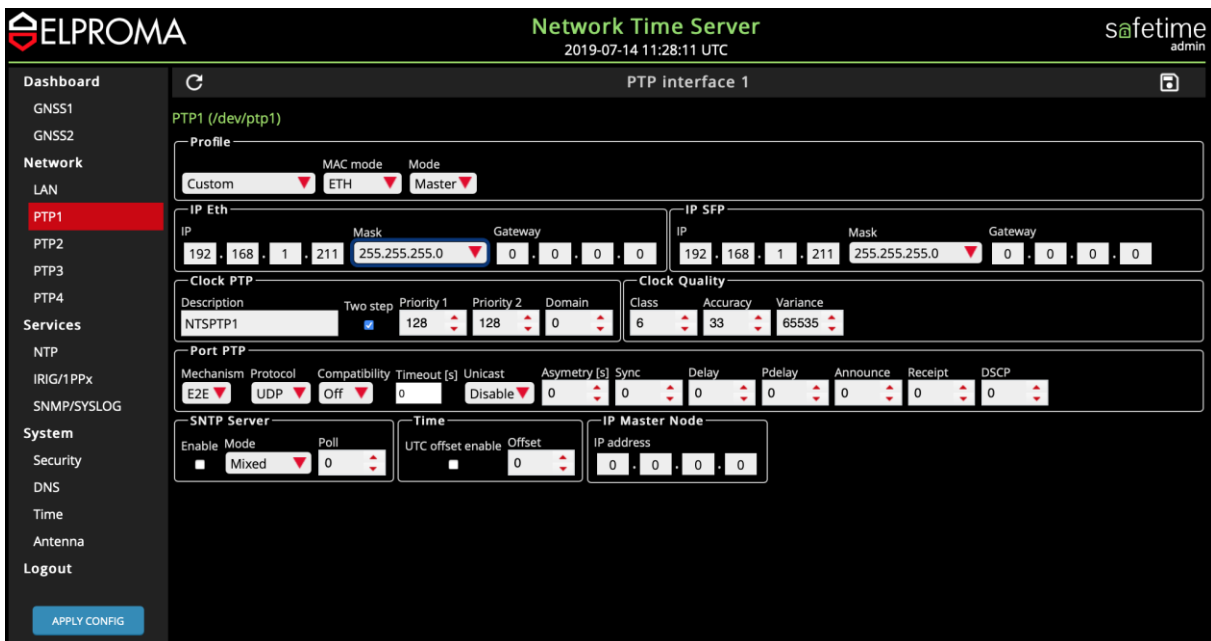 ELPROMA
Network Time Server
2019-07-14 11:28:11 UTC
safetime
admin
Dashboard
GNSS1
GNSS2
Network
LAN
PTP1
PTP2
PTP3
PTP4
Services
NTP
IRIG/1PPx
SNMP/SYSLOG
System
Security
DNS
Time
Antenna
Logout
APPLY CONFIG
PTP interface 1
PTP1 (/dev/ptp1)
Profile
MAC mode Mode
Custom ETH Master
IP Eth
IP Mask Gateway
192 . 168 . 1 . 211 255.255.255.0 0 . 0 . 0 . 0
IP SFP
IP Mask Gateway
192 . 168 . 1 . 211 255.255.255.0 0 . 0 . 0 . 0
Clock PTP
Description Two step Priority 1 Priority 2 Domain
NTSPTP1 128 128 0
Clock Quality
Class Accuracy Variance
6 33 65535
Port PTP
Mechanism Protocol Compatibility Timeout [s] Unicast Asymetry [s] Sync Delay Pdelay Announce Receipt DSCP
E2E UDP Off 0 Disable 0 0 0 0 0 0 0
SNTP Server
Enable Mode Poll
Mixed 0
Time
UTC offset enable Offset
0
IP Master Node
IP address
0 . 0 . 0 . 0